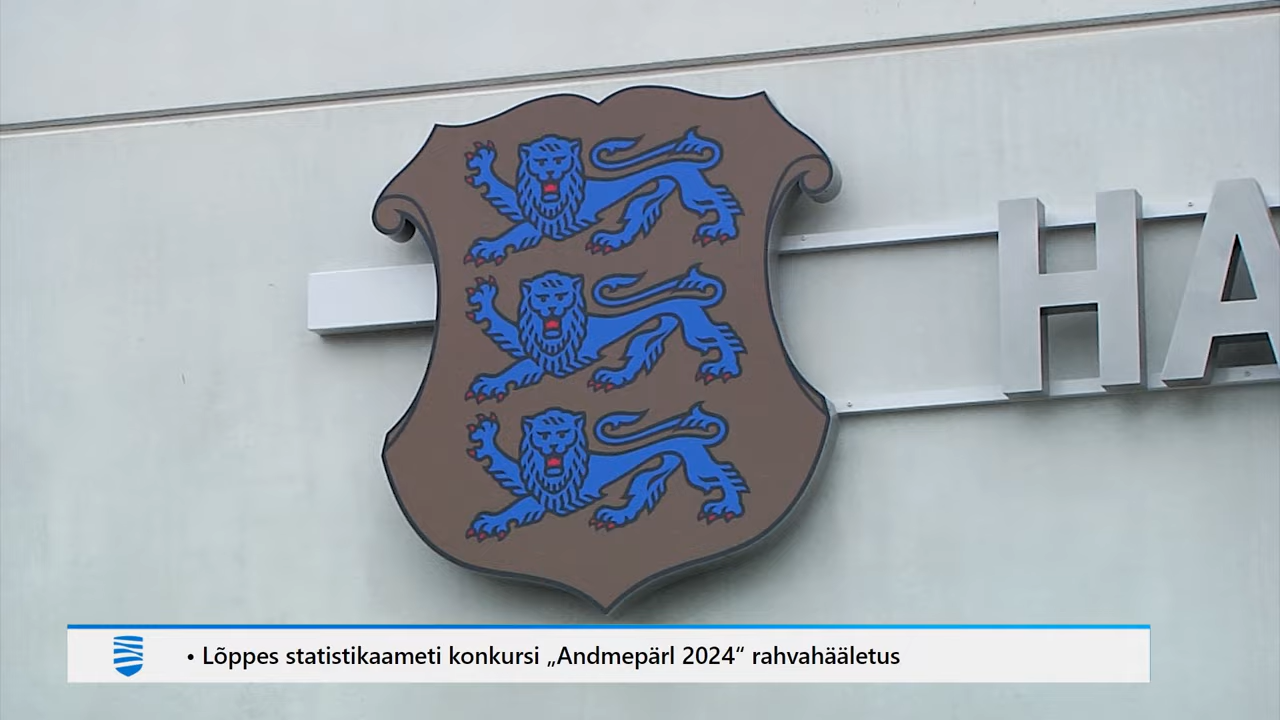 HA
• Lõppes statistikaameti konkursi „Andmepärl 2024“ rahvahääletus